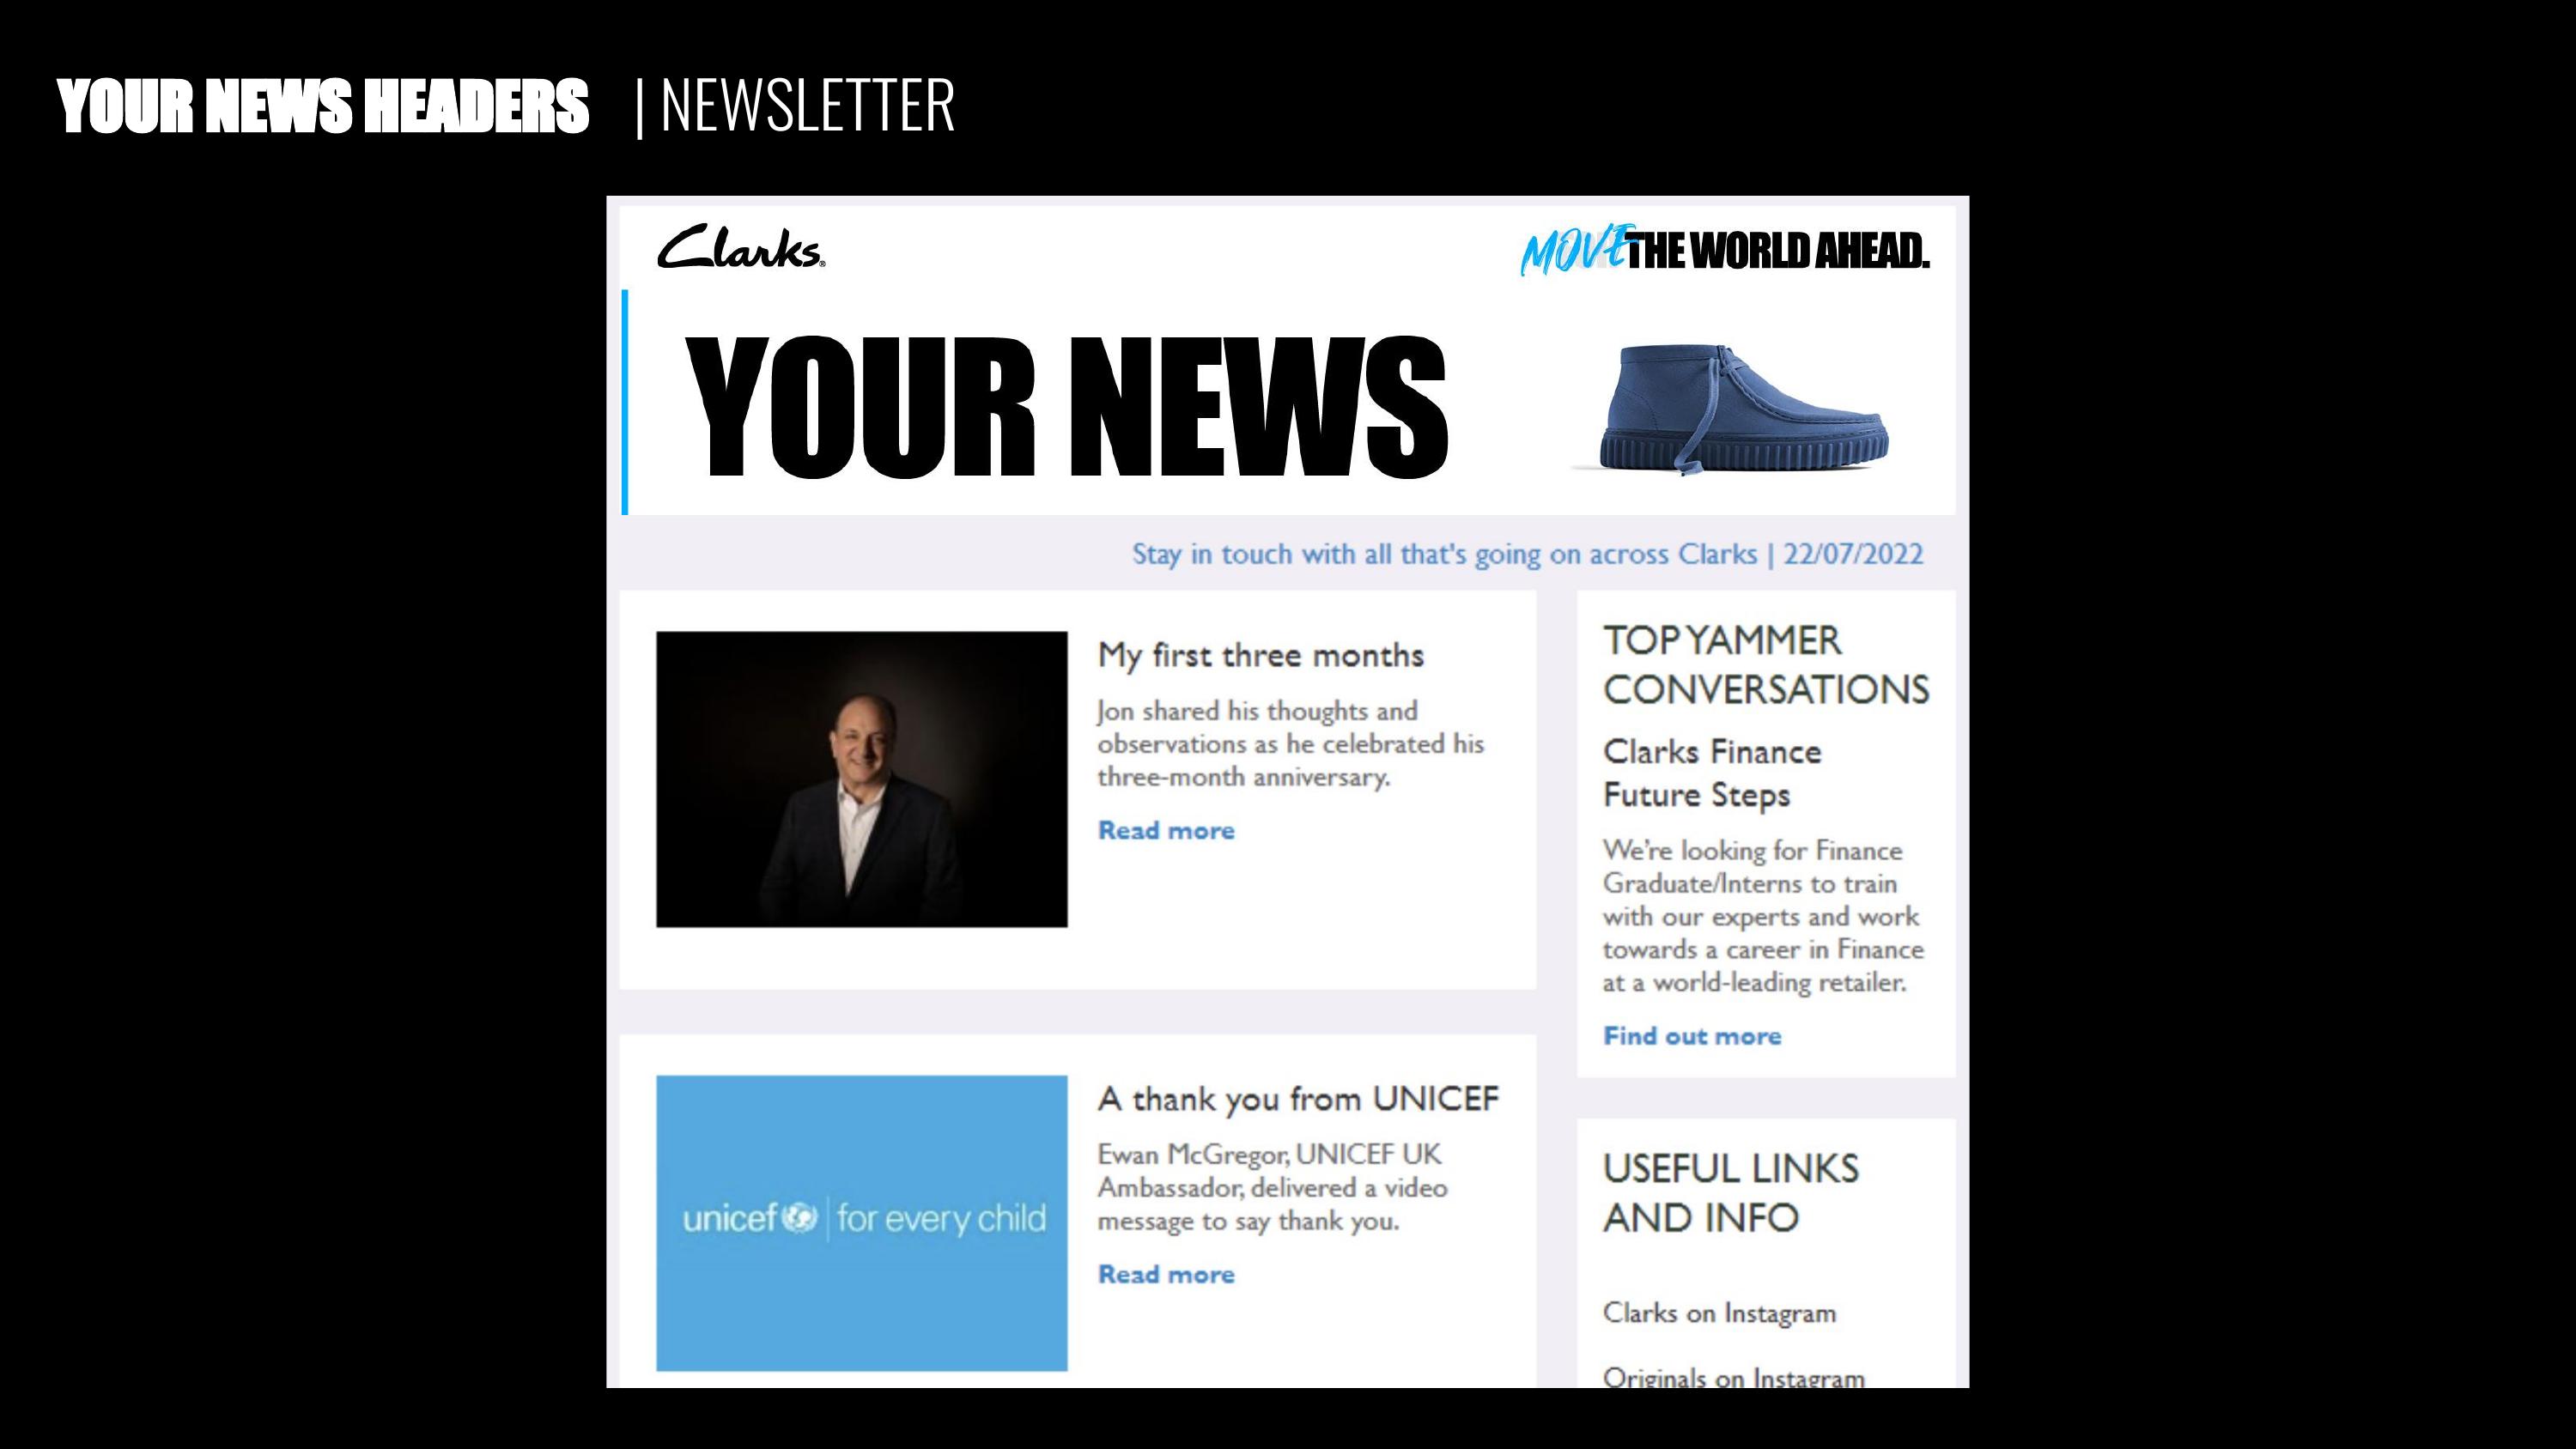 YOUR NEWS HEADERS | NEWSLETTER
Clarks®
MOVE THE WORLD AHEAD.
YOUR NEWS
Stay in touch with all that's going on across Clarks | 22/07/2022
My first three months
Jon shared his thoughts and
observations as he celebrated his
three-month anniversary.
Read more
A thank you from UNICEF
Ewan McGregor, UNICEF UK
Ambassador, delivered a video
message to say thank you.
Read more
unicef | for every child
TOP YAMMER
CONVERSATIONS
Clarks Finance
Future Steps
We're looking for Finance
Graduate/Interns to train
with our experts and work
towards a career in Finance
at a world-leading retailer.
Find out more
USEFUL LINKS
AND INFO
Clarks on Instagram
Originals on Instagram